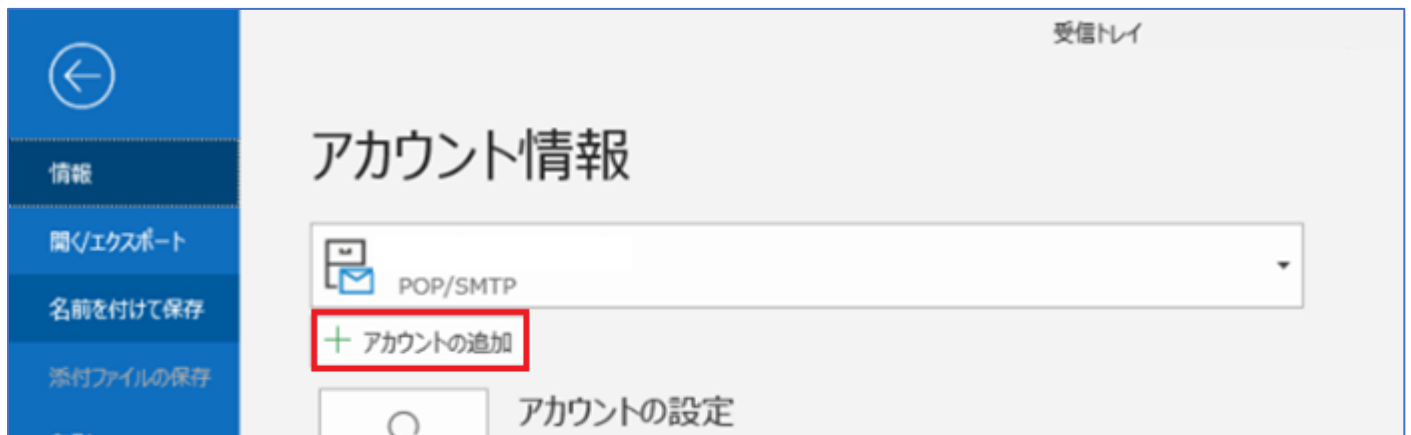 受信トレイ
アカウント情報
情報
開く/エクスポート
名前を付けて保存
添付ファイルの保存
POP/SMTP
アカウントの追加
アカウントの設定